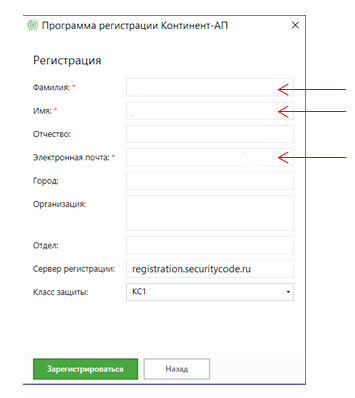 Программа регистрации Континент-АП
Регистрация
Фамилия: *
Имя: *
Отчество:
Электронная почта: *
Город:
Организация:
Отдел:
Сервер регистрации: registration.securitycode.ru
Класс защиты: КС1
Зарегистрироваться Назад